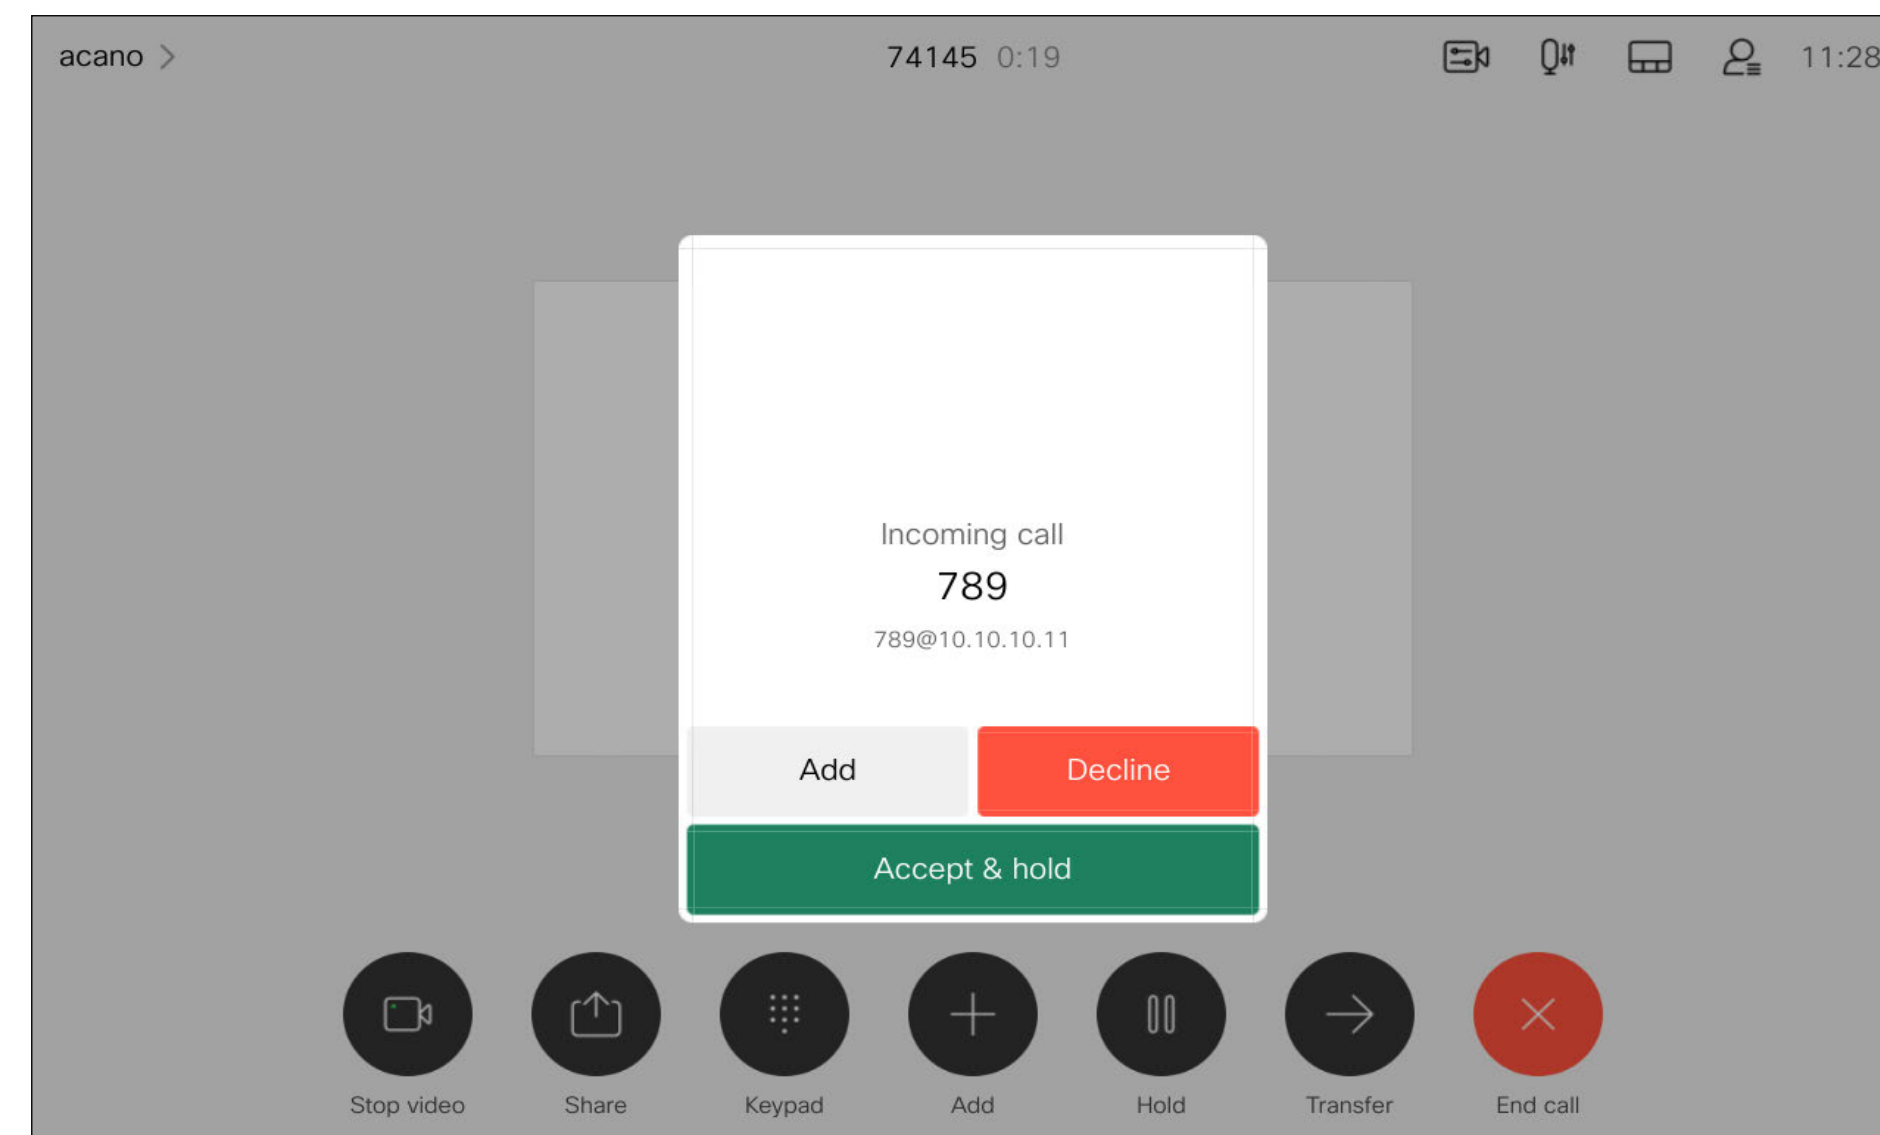 acano
74145 0:19
11:28
Incoming call
789
789@10.10.10.11
Add
Decline
Accept & hold
Stop video
Share
Keypad
Add
Hold
Transfer
End call